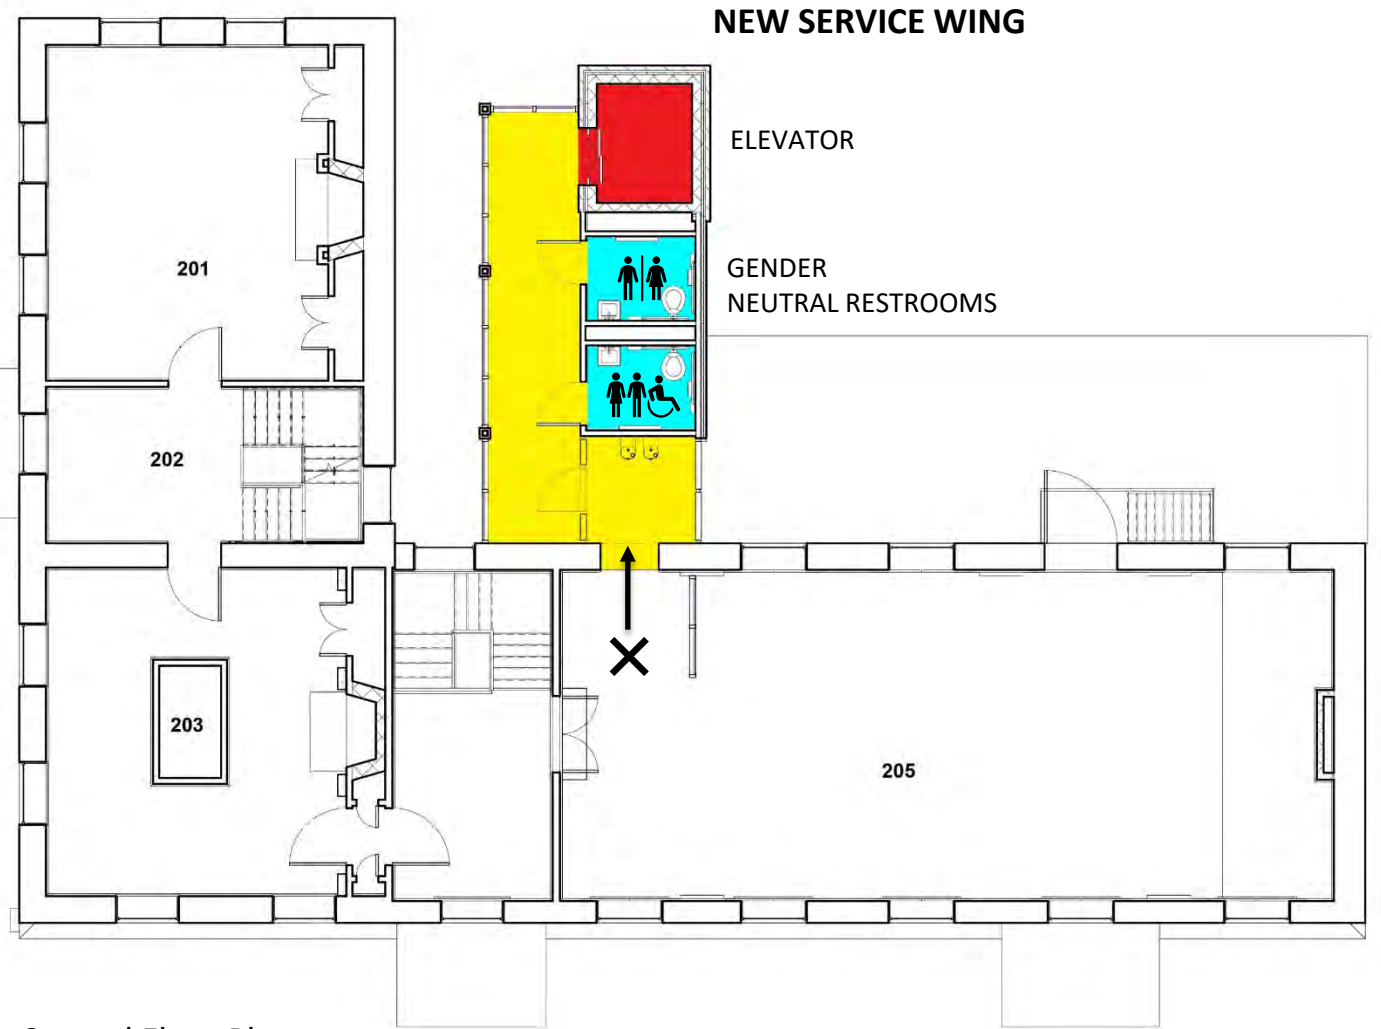 NEW SERVICE WING
ELEVATOR
GENDER
NEUTRAL RESTROOMS
201
202
203
205